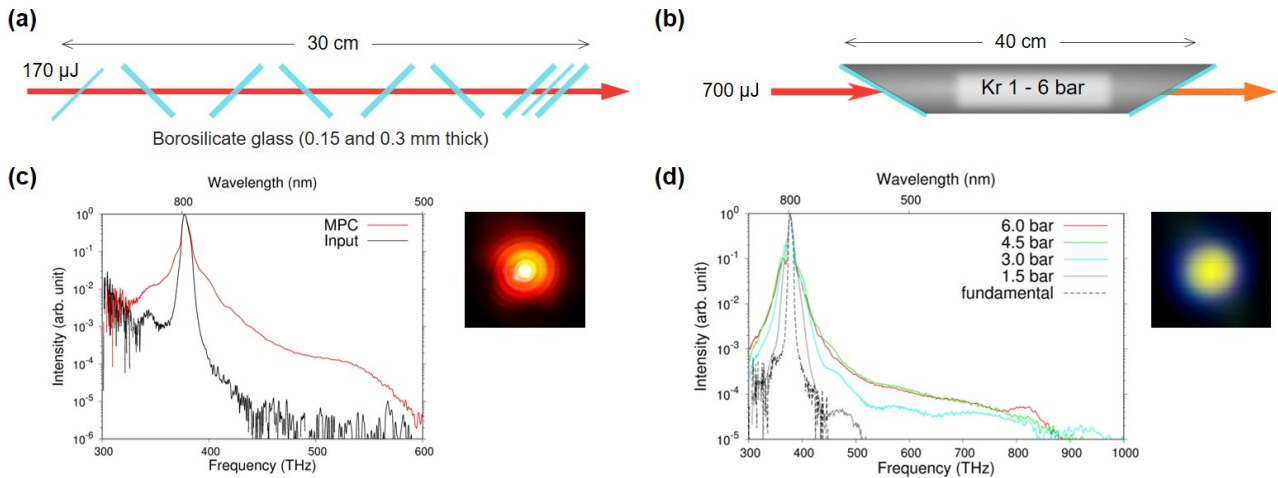 (a)
30 cm
170 µJ
Borosilicate glass (0.15 and 0.3 mm thick)
(b)
40 cm
700 µJ
Kr 1 - 6 bar
(c)
Wavelength (nm)
800
500
10^0
10^-1
10^-2
10^-3
10^-4
10^-5
10^-6
Intensity (arb. unit)
MPC
Input
300
400
500
600
Frequency (THz)
(d)
Wavelength (nm)
800
500
10^0
10^-1
10^-2
10^-3
10^-4
10^-5
Intensity (arb. unit)
6.0 bar
4.5 bar
3.0 bar
1.5 bar
fundamental
300
400
500
600
700
800
900
1000
Frequency (THz)